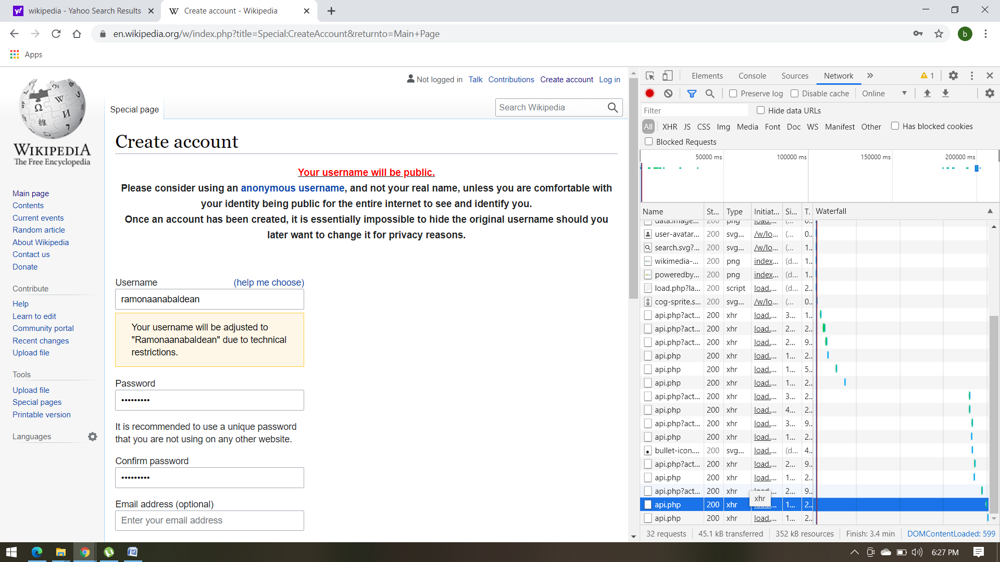 wikipedia - Yahoo Search Results
Create account - Wikipedia
en.wikipedia.org/w/index.php?title=Special:CreateAccount&returnto=Main+Page
b
Apps
WIKIPEDIA
The Free Encyclopedia
Main page
Contents
Current events
Random article
About Wikipedia
Contact us
Donate
Contribute
Help
Learn to edit
Community portal
Recent changes
Upload file
Tools
Upload file
Special pages
Printable version
Languages
Not logged in Talk Contributions Create account Log in
Special page
Search Wikipedia
Create account
Your username will be public.
Please consider using an anonymous username, and not your real name, unless you are comfortable with
your identity being public for the entire internet to see and identify you.
Once an account has been created, it is essentially impossible to hide the original username should you
later want to change it for privacy reasons.
Username (help me choose)
ramonaanabaldean
Your username will be adjusted to
"Ramonaanabaldean" due to technical
restrictions.
Password
•••••••••
It is recommended to use a unique password
that you are not using on any other website.
Confirm password
•••••••••
Email address (optional)
Enter your email address
Elements Console Sources Network » 1
Preserve log Disable cache Online
Filter Hide data URLs
All XHR JS CSS Img Media Font Doc WS Manifest Other Has blocked cookies
Blocked Requests
50000 ms 100000 ms 150000 ms 200000 ms
Name St... Type Initiat... Si... T. Waterfall
data:image... 200 png load.... (... 0..
user-avatar... 200 svg... /w/lo... (... 0..
search.svg?... 200 svg... /w/lo... (... 1..
wikimedia-... 200 png index... (d... 1..
poweredby... 200 png index... (d... 1..
load.php?la... 200 script load.... (d... 2..
cog-sprite.s... 200 svg... /w/lo... (... 0..
api.php?act... 200 xhr load.... 3... 1..
api.php?act... 200 xhr load.... 2... 2..
api.php?act... 200 xhr load.... 2... 9..
api.php 200 xhr load.... 1... 2..
api.php 200 xhr load.... 1... 5..
api.php 200 xhr load.... 1... 2..
api.php?act... 200 xhr load.... 3... 2..
api.php 200 xhr load.... 4... 2..
api.php?act... 200 xhr load.... 3... 9..
api.php 200 xhr load.... 1... 2..
bullet-icon.... 200 svg... load.... (d... 4..
api.php?act... 200 xhr load.... 2... 9..
api.php 200 xhr load.... 1... 2..
api.php?act... 200 xhr load.... 2... 9..
xhr
api.php 200 xhr load.... 1... 2..
api.php 200 xhr load.... 1... 2..
32 requests 45.1 kB transferred 352 kB resources Finish: 3.4 min DOMContentLoaded: 599
6:27 PM